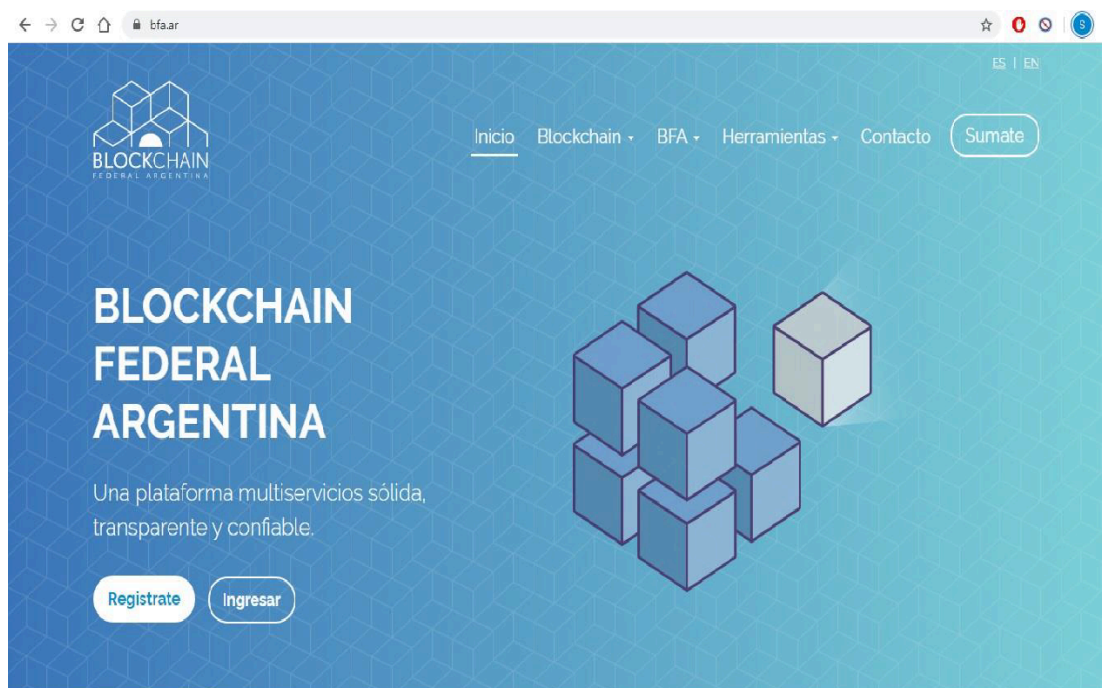 bfa.ar
S
ES | EN
BLOCKCHAIN
FEDERAL ARGENTINA
Inicio Blockchain BFA Herramientas Contacto Sumate
BLOCKCHAIN
FEDERAL
ARGENTINA
Una plataforma multiservicios sólida,
transparente y confiable.
Registrate Ingresar